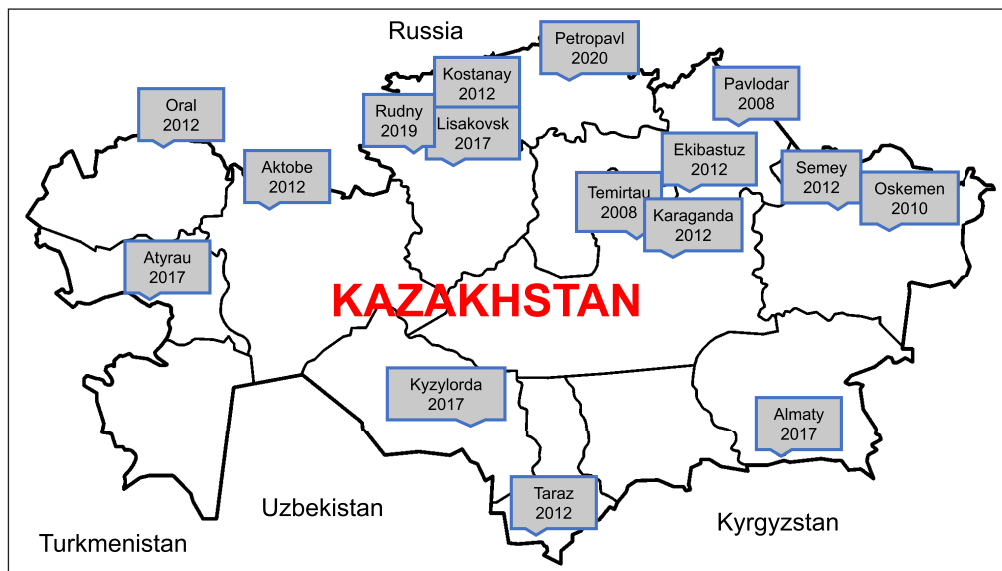 Russia
Petropavl
2020
Kostanay
2012
Pavlodar
2008
Oral
2012
Rudny
2019
Lisakovsk
2017
Ekibastuz
2012
Aktobe
2012
Semey
2012
Oskemen
2010
Temirtau
2008
Karaganda
2012
Atyrau
2017
KAZAKHSTAN
Kyzylorda
2017
Almaty
2017
Taraz
2012
Uzbekistan
Kyrgyzstan
Turkmenistan